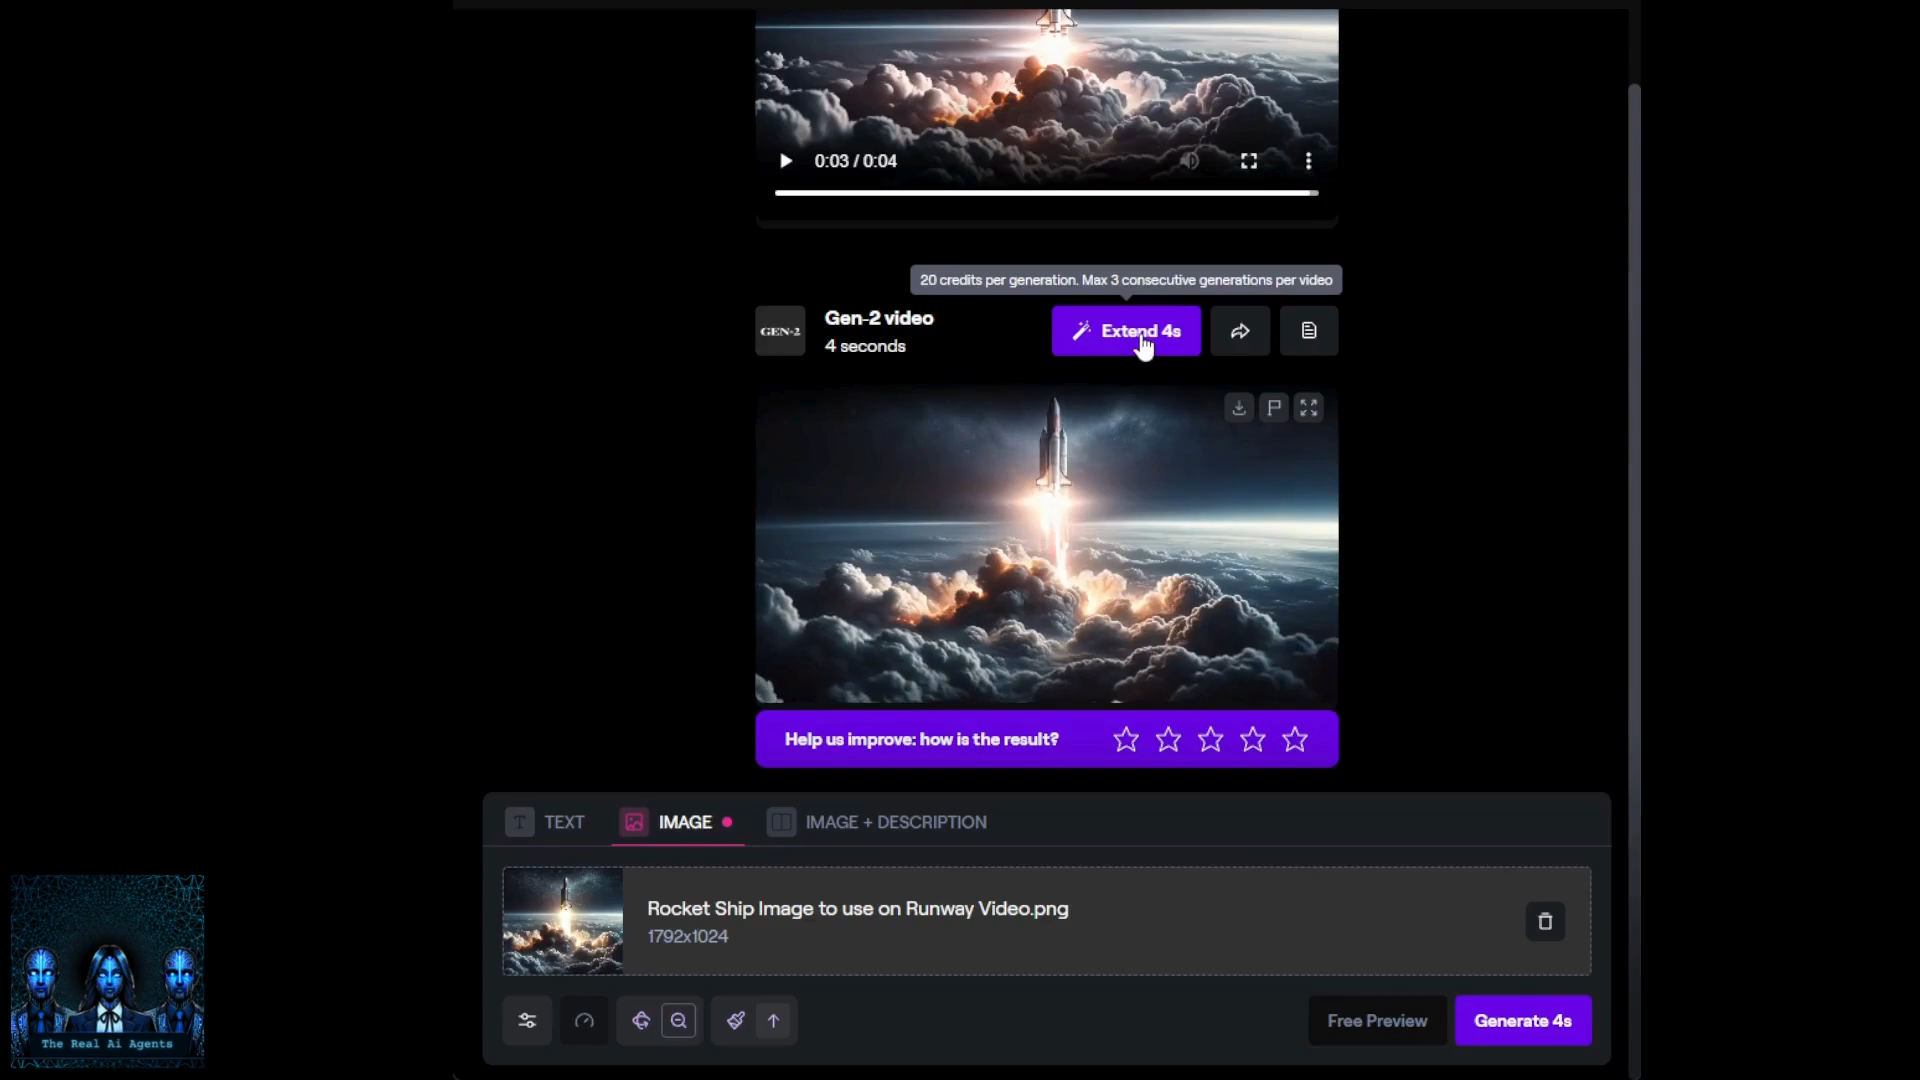 0:03 / 0:04
20 credits per generation. Max 3 consecutive generations per video
GEN-2
Gen-2 video
4 seconds
Extend 4s
Help us improve: how is the result?
T TEXT
IMAGE
IMAGE + DESCRIPTION
Rocket Ship Image to use on Runway Video.png
1792x1024
Free Preview
Generate 4s
The Real Ai Agents